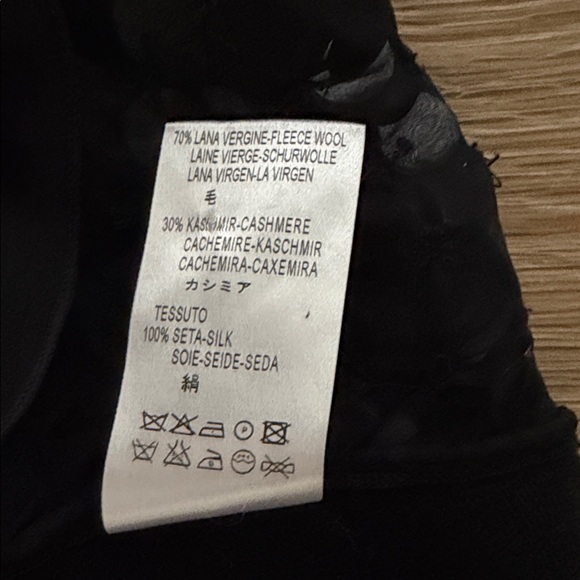 70% LANA VERGINE-FLEECE WOOL
LAINE VIERGE-SCHURWOLLE
LANA VIRGEN-LA VIRGEN
毛
30% KASHMIR-CASHMERE
CACHEMIRE-KASCHMIR
CACHEMIRA-CAXEMIRA
カシミア
TESSUTO
100% SETA-SILK
SOIE-SEIDE-SEDA
絹
P